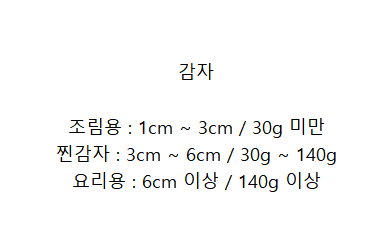 감자
조림용 : 1cm ~ 3cm / 30g 미만
찐감자 : 3cm ~ 6cm / 30g ~ 140g
요리용 : 6cm 이상 / 140g 이상